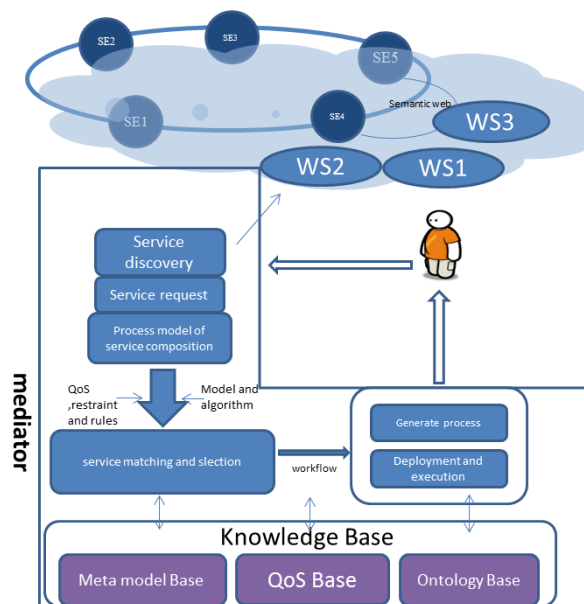 SE3
SE2
SE5
SE1
SE4
Semantic web
WS3
WS2
WS1
Service
discovery
Service request
Process model of
service composition
mediator
QoS
,restraint
and rules
Model and
algorithm
service matching and slection
workflow
Generate process
Deployment and
execution
Knowledge Base
Meta model Base
QoS Base
Ontology Base